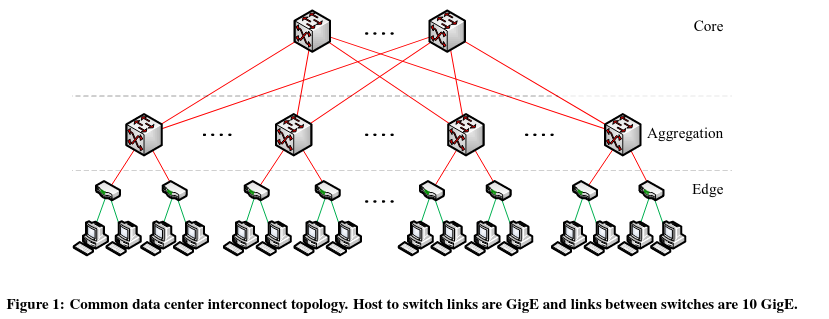 Core
Aggregation
Edge
Figure 1: Common data center interconnect topology. Host to switch links are GigE and links between switches are 10 GigE.